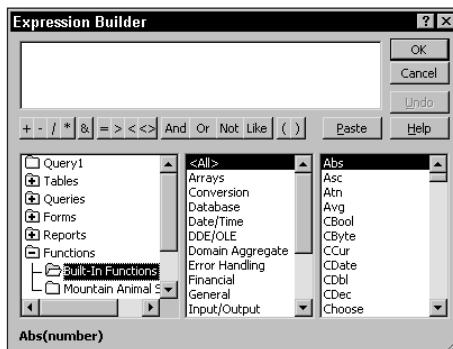 Expression Builder
OK
Cancel
Undo
+ - / * & = > < <> And Or Not Like ( ) Paste Help
Query1
Tables
Queries
Forms
Reports
Functions
Built-In Functions
Mountain Animal S
<All>
Arrays
Conversion
Database
Date/Time
DDE/OLE
Domain Aggregate
Error Handling
Financial
General
Input/Output
Abs
Asc
Atn
Avg
CBool
CByte
CCur
CDate
CDbl
CDec
Choose
Abs(number)